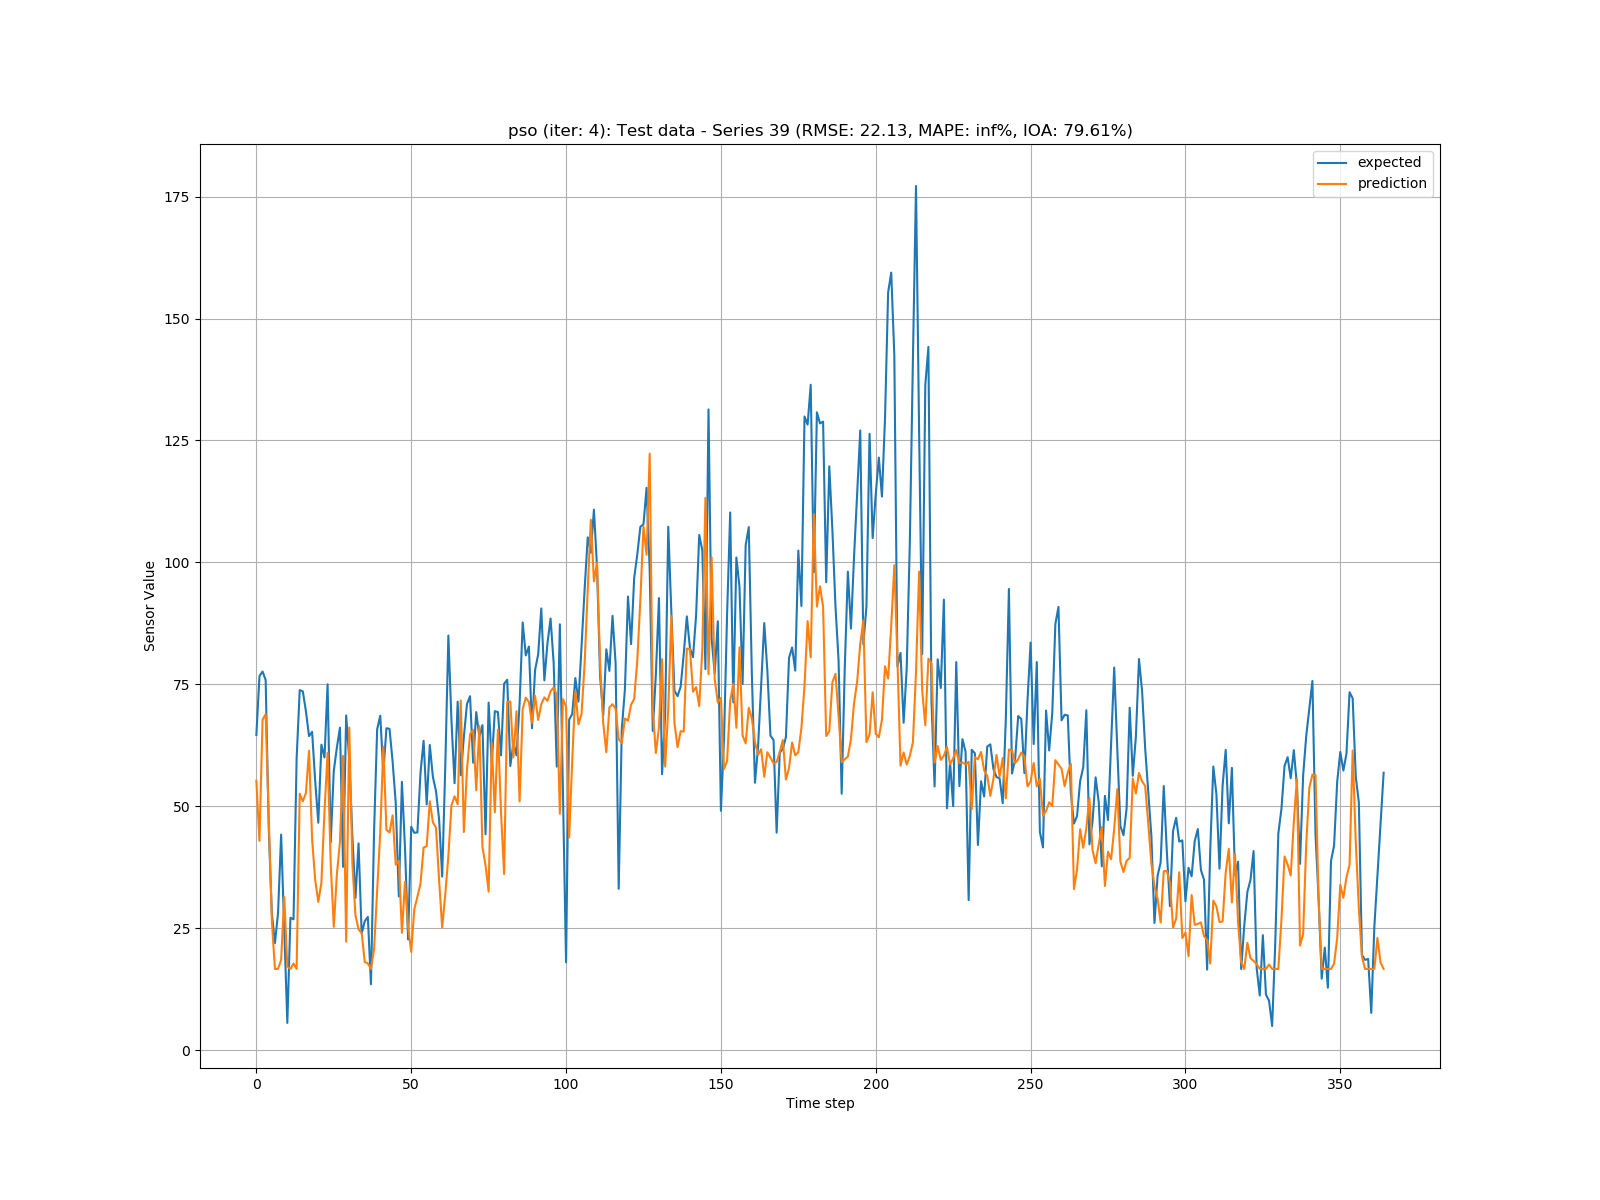 pso (iter: 4): Test data - Series 39 (RMSE: 22.13, MAPE: inf%, IOA: 79.61%)
expected
prediction
175
150
125
100
75
50
25
0
Sensor Value
0 50 100 150 200 250 300 350
Time step